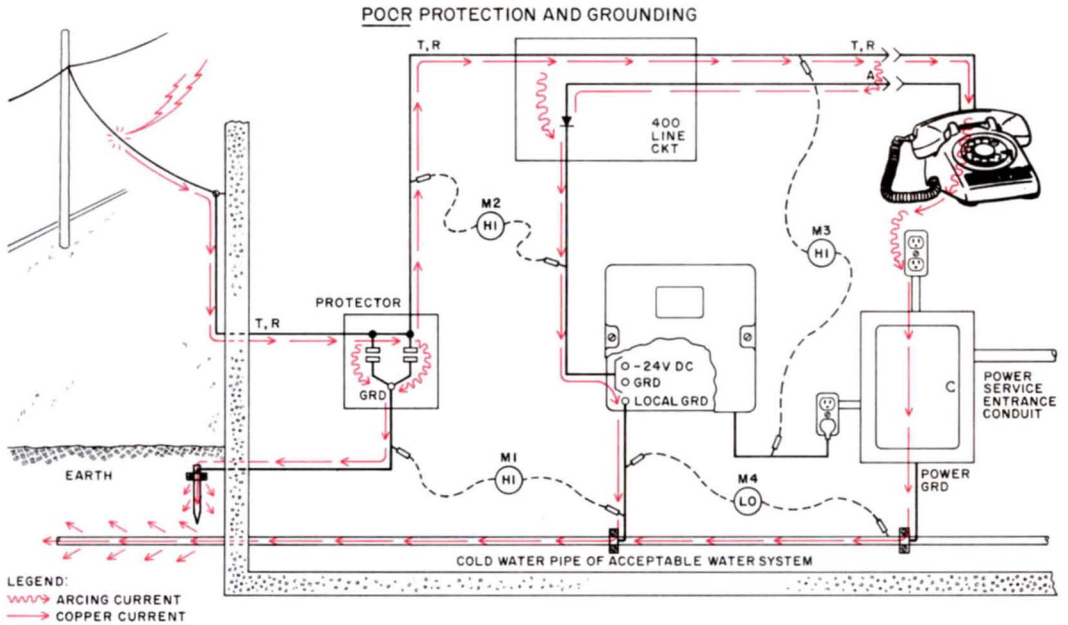 POOR PROTECTION AND GROUNDING
T, R
T, R
A
400
LINE
CKT
M2
HI
M3
HI
PROTECTOR
T, R
GRD
-24V DC
GRD
LOCAL GRD
POWER
SERVICE
ENTRANCE
CONDUIT
EARTH
M1
HI
M4
LO
POWER
GRD
COLD WATER PIPE OF ACCEPTABLE WATER SYSTEM
LEGEND:
ARCING CURRENT
COPPER CURRENT